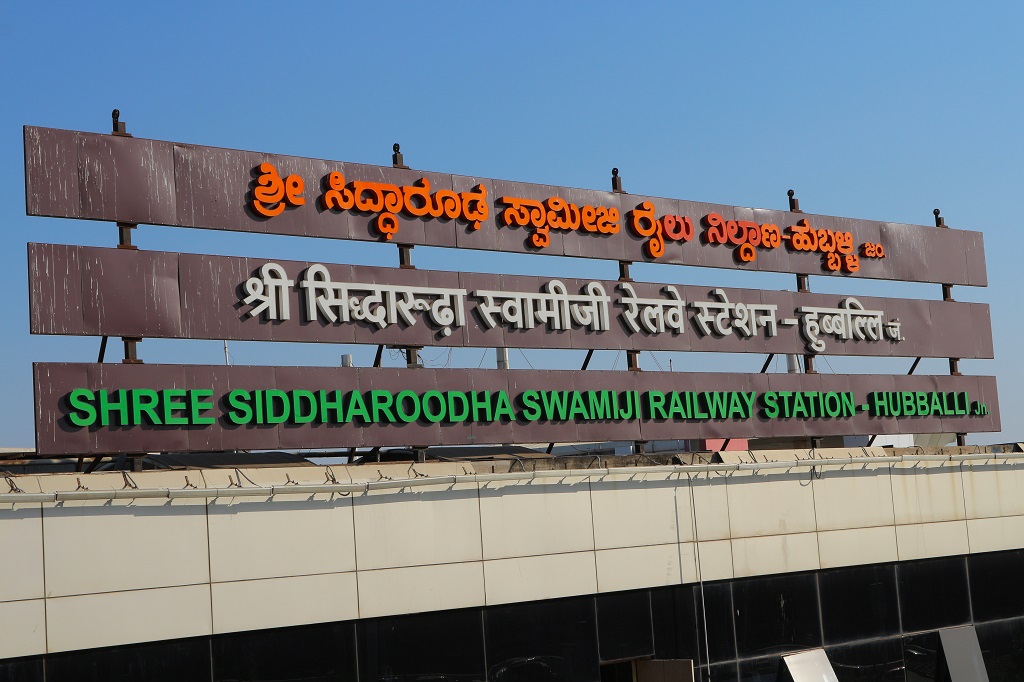 ಶ್ರೀ ಸಿದ್ಧಾರೂಢ ಸ್ವಾಮೀಜಿ ರೈಲು ನಿಲ್ದಾಣ-ಹುಬ್ಬಳ್ಳಿ ಜಂ.
श्री सिद्धारूढ़ा स्वामीजी रेलवे स्टेशन - हुब्बल्लि जं.
SHREE SIDDHAROODHA SWAMIJI RAILWAY STATION - HUBBALLI Jn.